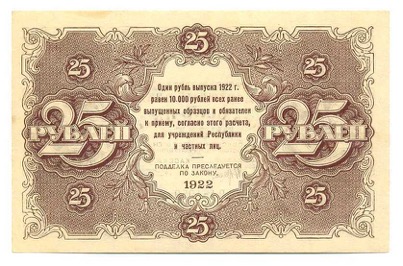 25 25
Один рубль выпуска 1922 г.
равен 10.000 рублей всех ранее
выпущенных образцов и обязателен
к приему, согласно этого расчета,
для учреждений Республики
и частных лиц.
25 РУБЛЕЙ 25 РУБЛЕЙ
ПОДДЕЛКА ПРЕСЛЕДУЕТСЯ
ПО ЗАКОНУ.
1922
25 25